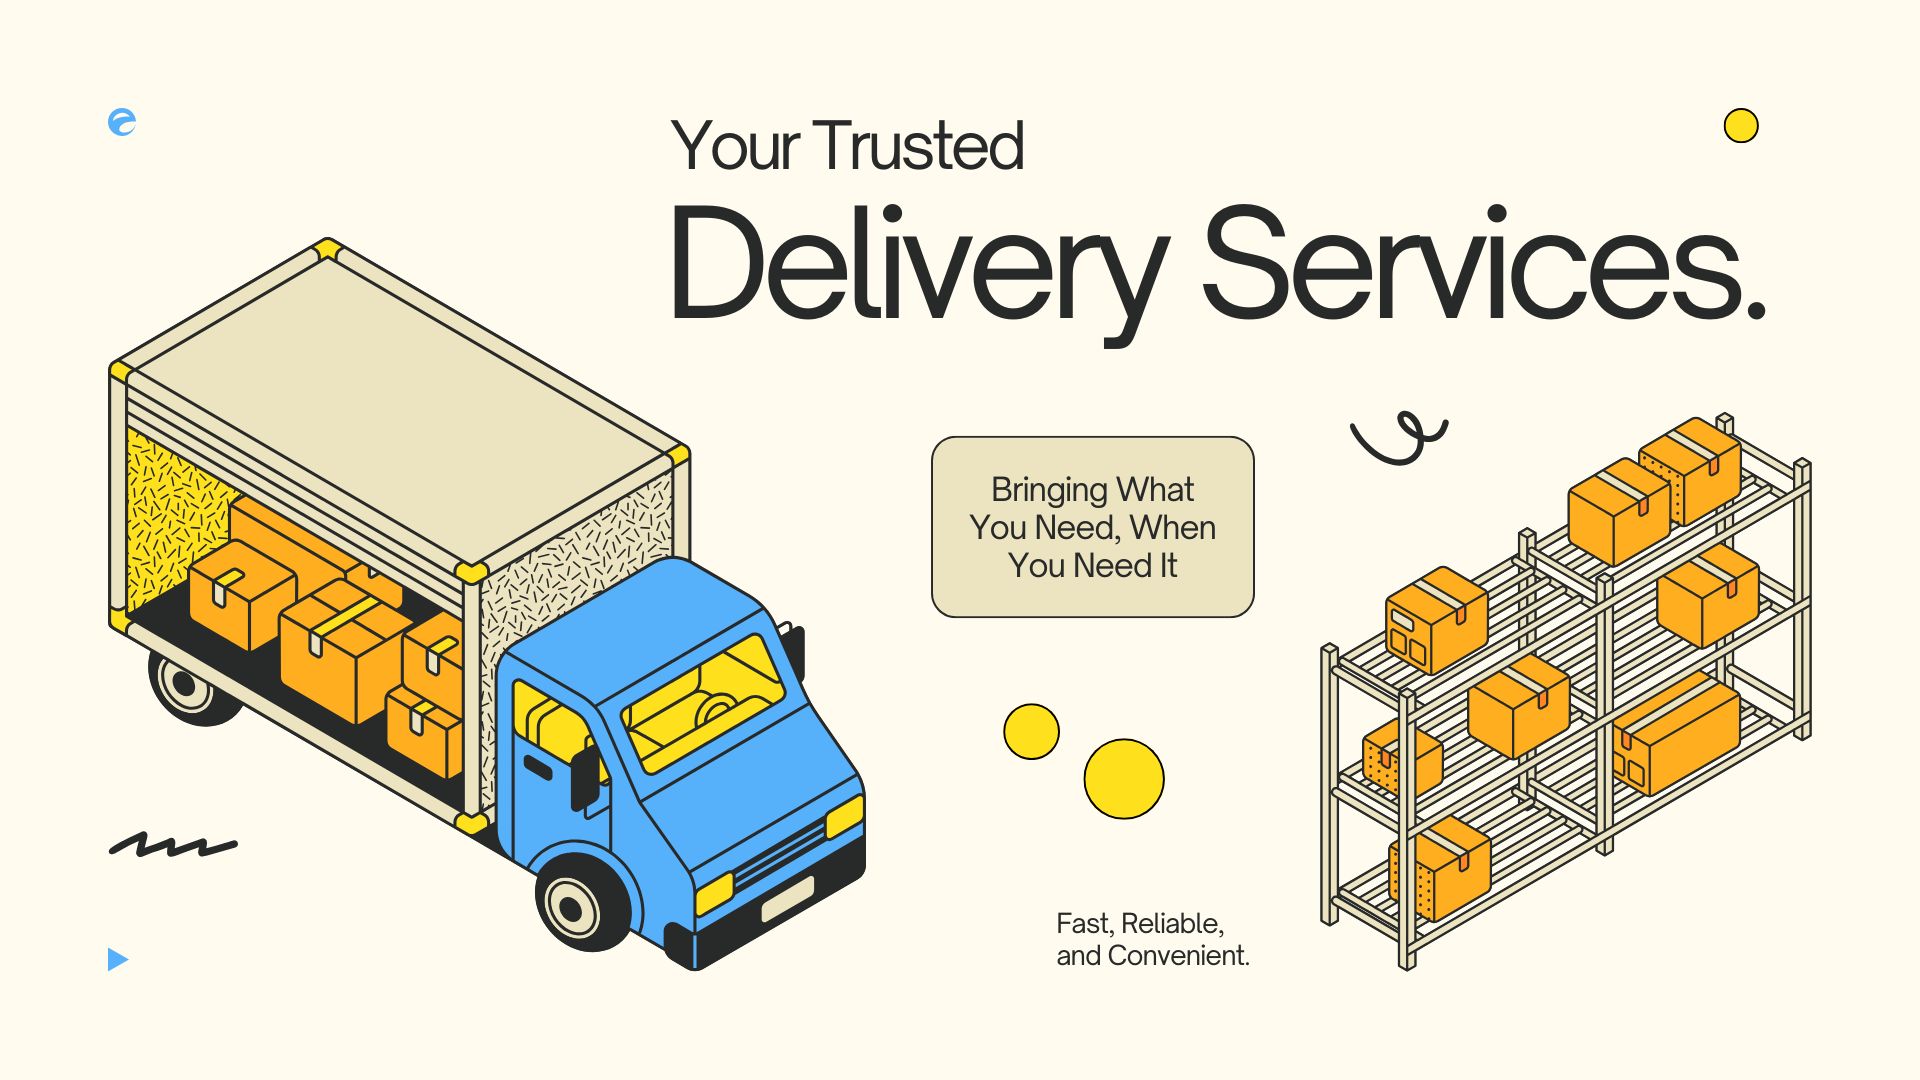 Your Trusted
Delivery Services.
Bringing What
You Need, When
You Need It
Fast, Reliable,
and Convenient.